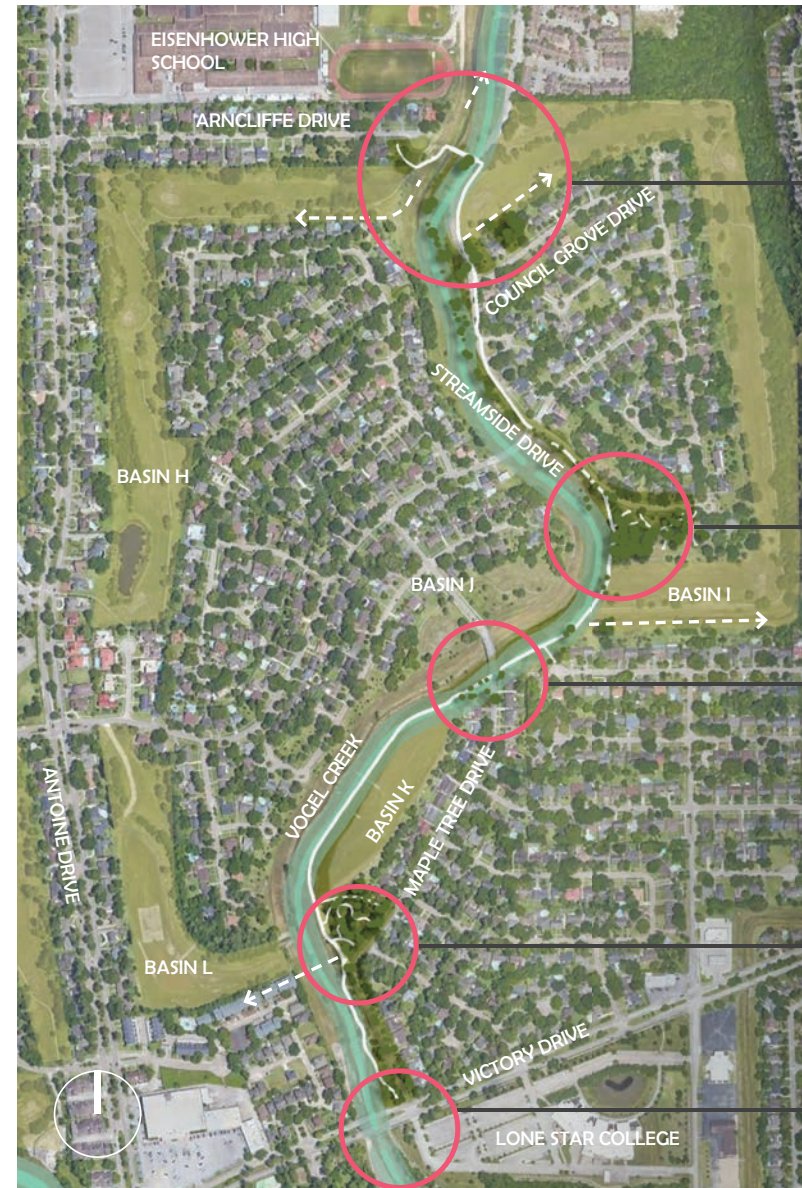 EISENHOWER HIGH
SCHOOL
ARNCLIFFE DRIVE
COUNCIL GROVE DRIVE
STREAMSIDE DRIVE
BASIN H
BASIN J
BASIN I
VOGEL CREEK
BASIN K
MAPLE TREE DRIVE
ANTOINE DRIVE
BASIN L
VICTORY DRIVE
LONE STAR COLLEGE